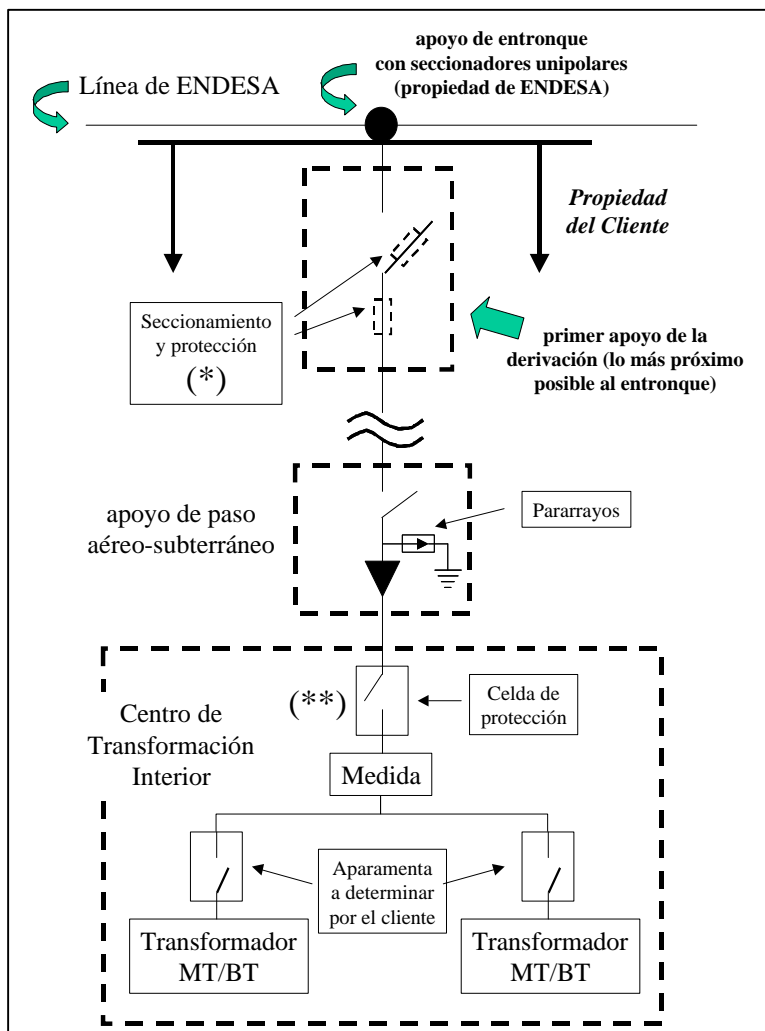 apoyo de entronque
con seccionadores unipolares
(propiedad de ENDESA)
Línea de ENDESA
Propiedad
del Cliente
Seccionamiento
y protección
(*)
primer apoyo de la
derivación (lo más próximo
posible al entronque)
apoyo de paso
aéreo-subterráneo
Pararrayos
(**)
Celda de
protección
Centro de
Transformación
Interior
Medida
Aparamenta
a determinar
por el cliente
Transformador
MT/BT
Transformador
MT/BT